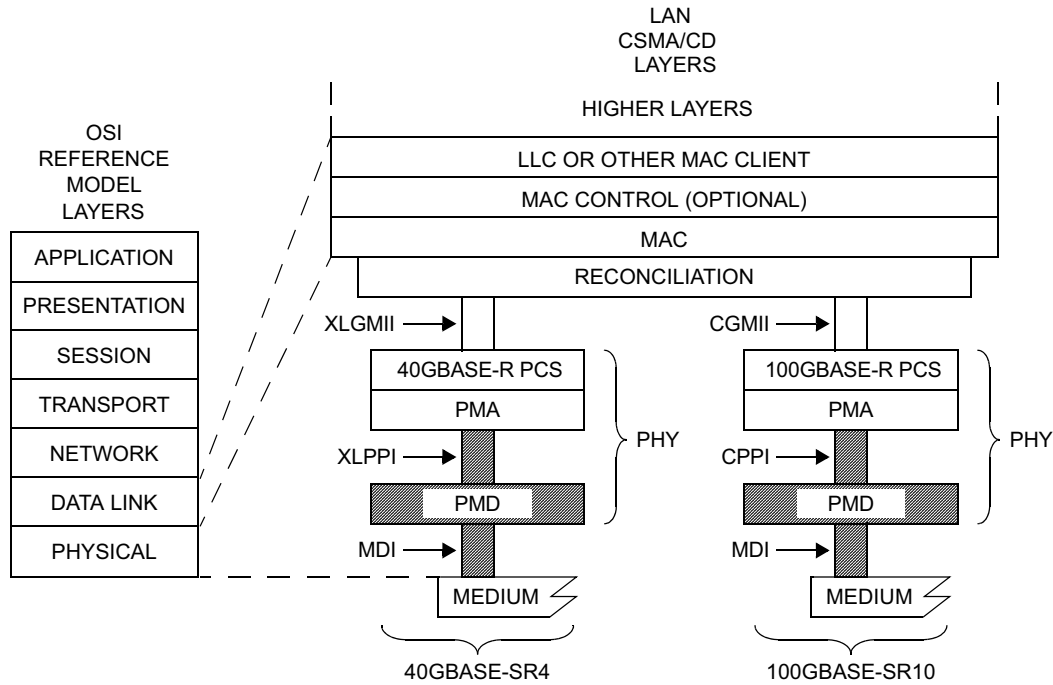 LAN
CSMA/CD
LAYERS
HIGHER LAYERS
LLC OR OTHER MAC CLIENT
MAC CONTROL (OPTIONAL)
MAC
RECONCILIATION
OSI
REFERENCE
MODEL
LAYERS
APPLICATION
PRESENTATION
SESSION
TRANSPORT
NETWORK
DATA LINK
PHYSICAL
XLGMII
40GBASE-R PCS
PMA
XLPPI
PMD
MDI
MEDIUM
PHY
40GBASE-SR4
CGMII
100GBASE-R PCS
PMA
CPPI
PMD
MDI
MEDIUM
PHY
100GBASE-SR10